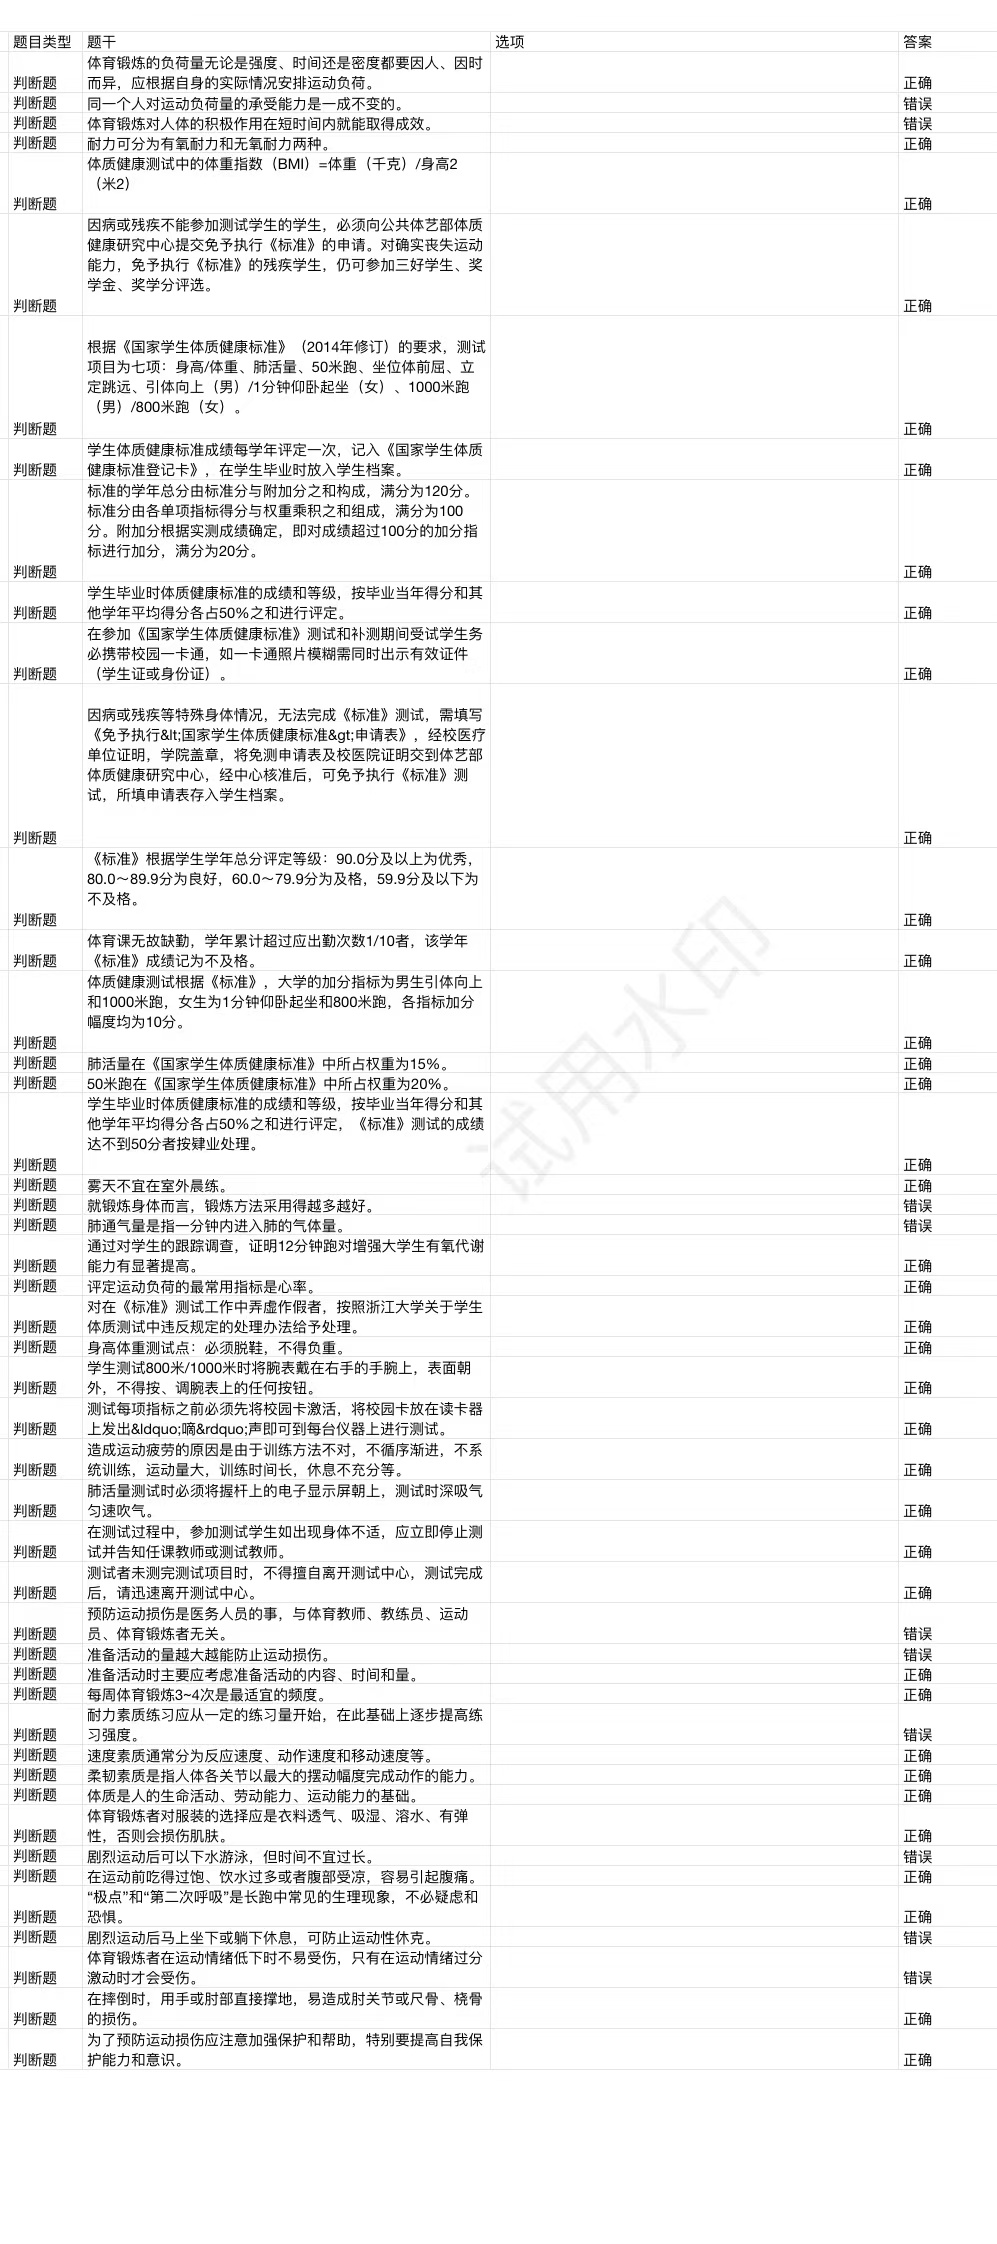 题目类型 题干 选项 答案
体育锻炼的负荷量无论是强度、时间还是密度都要因人、因时
判断题 而异，应根据自身的实际情况安排运动负荷。 正确
判断题 同一个人对运动负荷量的承受能力是一成不变的。 错误
判断题 体育锻炼对人体的积极作用在短时间内就能取得成效。 错误
判断题 耐力可分为有氧耐力和无氧耐力两种。 正确
体质健康测试中的体重指数（BMI）=体重（千克）/身高2
（米2）
判断题 正确
因病或残疾不能参加测试学生的学生，必须向公共体艺部体质
健康研究中心提交免予执行《标准》的申请。对确实丧失运动
能力，免予执行《标准》的残疾学生，仍可参加三好学生、奖
学金、奖学分评选。
判断题 正确
根据《国家学生体质健康标准》（2014年修订）的要求，测试
项目为七项：身高/体重、肺活量、50米跑、坐位体前屈、立
定跳远、引体向上（男）/1分钟仰卧起坐（女）、1000米跑
（男）/800米跑（女）。
判断题 正确
学生体质健康标准成绩每学年评定一次，记入《国家学生体质
判断题 健康标准登记卡》，在学生毕业时放入学生档案。 正确
标准的学年总分由标准分与附加分之和构成，满分为120分。
标准分由各单项指标得分与权重乘积之和组成，满分为100
分。附加分根据实测成绩确定，即对成绩超过100分的加分指
标进行加分，满分为20分。
判断题 正确
学生毕业时体质健康标准的成绩和等级，按毕业当年得分和其
判断题 他学年平均得分各占50%之和进行评定。 正确
在参加《国家学生体质健康标准》测试和补测期间受试学生务
必携带校园一卡通，如一卡通照片模糊需同时出示有效证件
判断题 （学生证或身份证）。 正确
因病或残疾等特殊身体情况，无法完成《标准》测试，需填写
《免予执行&lt;国家学生体质健康标准&gt;申请表》，经校医疗
单位证明，学院盖章，将免测申请表及校医院证明交到体艺部
体质健康研究中心，经中心核准后，可免予执行《标准》测
试，所填申请表存入学生档案。
判断题 正确
《标准》根据学生学年总分评定等级：90.0分及以上为优秀，
80.0～89.9分为良好，60.0～79.9分为及格，59.9分及以下为
不及格。
判断题 正确
体育课无故缺勤，学年累计超过应出勤次数1/10者，该学年
判断题 《标准》成绩记为不及格。 正确
体质健康测试根据《标准》，大学的加分指标为男生引体向上
和1000米跑，女生为1分钟仰卧起坐和800米跑，各指标加分
幅度均为10分。
判断题 正确
判断题 肺活量在《国家学生体质健康标准》中所占权重为15%。 正确
判断题 50米跑在《国家学生体质健康标准》中所占权重为20%。 正确
学生毕业时体质健康标准的成绩和等级，按毕业当年得分和其
他学年平均得分各占50%之和进行评定，《标准》测试的成绩
达不到50分者按肄业处理。
判断题 正确
判断题 雾天不宜在室外晨练。 正确
判断题 就锻炼身体而言，锻炼方法采用得越多越好。 错误
判断题 肺通气量是指一分钟内进入肺的气体量。 错误
通过对学生的跟踪调查，证明12分钟跑对增强大学生有氧代谢
判断题 能力有显著提高。 正确
判断题 评定运动负荷的最常用指标是心率。 正确
对在《标准》测试工作中弄虚作假者，按照浙江大学关于学生
判断题 体质测试中违反规定的处理办法给予处理。 正确
判断题 身高体重测试点：必须脱鞋，不得负重。 正确
学生测试800米/1000米时将腕表戴在右手的手腕上，表面朝
判断题 外，不得按、调腕表上的任何按钮。 正确
测试每项指标之前必须先将校园卡激活，将校园卡放在读卡器
判断题 上发出&ldquo;嘀&rdquo;声即可到每台仪器上进行测试。 正确
造成运动疲劳的原因是由于训练方法不对，不循序渐进，不系
判断题 统训练，运动量大，训练时间长，休息不充分等。 正确
肺活量测试时必须将握杆上的电子显示屏朝上，测试时深吸气
判断题 匀速吹气。 正确
在测试过程中，参加测试学生如出现身体不适，应立即停止测
判断题 试并告知任课教师或测试教师。 正确
测试者未测完测试项目时，不得擅自离开测试中心，测试完成
判断题 后，请迅速离开测试中心。 正确
预防运动损伤是医务人员的事，与体育教师、教练员、运动
判断题 员、体育锻炼者无关。 错误
判断题 准备活动的量越大越能防止运动损伤。 错误
判断题 准备活动时主要应考虑准备活动的内容、时间和量。 正确
判断题 每周体育锻炼3~4次是最适宜的频度。 正确
耐力素质练习应从一定的练习量开始，在此基础上逐步提高练
判断题 习强度。 错误
判断题 速度素质通常分为反应速度、动作速度和移动速度等。 正确
判断题 柔韧素质是指人体各关节以最大的摆动幅度完成动作的能力。 正确
判断题 体质是人的生命活动、劳动能力、运动能力的基础。 正确
体育锻炼者对服装的选择应是衣料透气、吸湿、溶水、有弹
判断题 性，否则会损伤肌肤。 正确
判断题 剧烈运动后可以下水游泳，但时间不宜过长。 错误
判断题 在运动前吃得过饱、饮水过多或者腹部受凉，容易引起腹痛。 正确
“极点”和“第二次呼吸”是长跑中常见的生理现象，不必疑虑和
判断题 恐惧。 正确
判断题 剧烈运动后马上坐下或躺下休息，可防止运动性休克。 错误
体育锻炼者在运动情绪低下时不易受伤，只有在运动情绪过分
判断题 激动时才会受伤。 错误
在摔倒时，用手或肘部直接撑地，易造成肘关节或尺骨、桡骨
判断题 的损伤。 正确
为了预防运动损伤应注意加强保护和帮助，特别要提高自我保
判断题 护能力和意识。 正确
试用水印